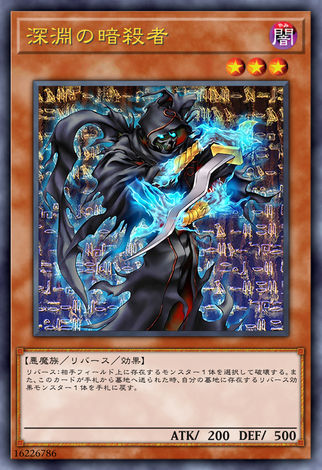 深淵の暗殺者
やみ
闇
【悪魔族／リバース／効果】
リバース：相手フィールド上に存在するモンスター１体を選択して破壊する。ま
た、このカードが手札から墓地へ送られた時、自分の墓地に存在するリバース効
果モンスター１体を手札に戻す。
ATK/ 200 DEF/ 500
16226786